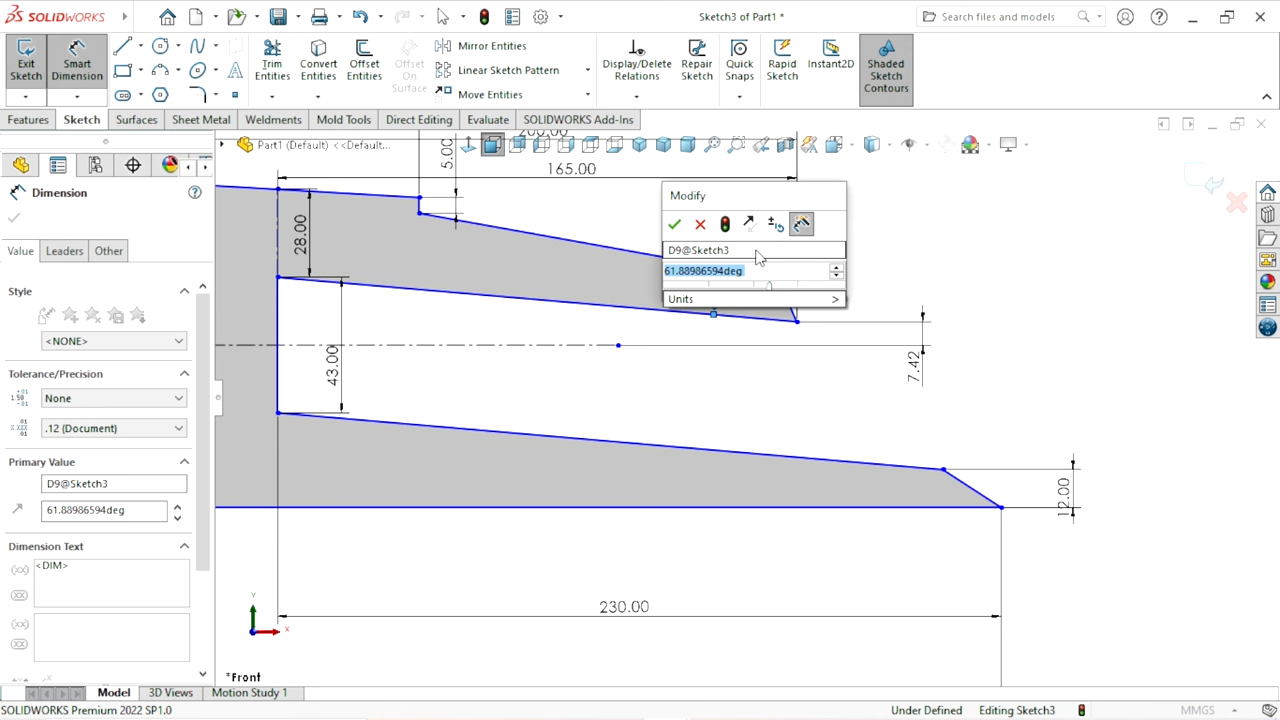 SOLIDWORKS
Sketch3 of Part1 *
Search files and models
Exit Sketch
Smart Dimension
Trim Entities
Convert Entities
Offset Entities
Offset On Surface
Mirror Entities
Linear Sketch Pattern
Move Entities
Display/Delete Relations
Repair Sketch
Quick Snaps
Rapid Sketch
Instant2D
Shaded Sketch Contours
Features
Sketch
Surfaces
Sheet Metal
Weldments
Mold Tools
Direct Editing
Evaluate
SOLIDWORKS Add-Ins
Part1 (Default) <<Default...
Dimension
Value
Leaders
Other
Style
<NONE>
Tolerance/Precision
None
.12 (Document)
Primary Value
D9@Sketch3
61.88986594deg
Dimension Text
<DIM>
200.00
5.00
165.00
28.00
43.00
7.42
12.00
230.00
Modify
D9@Sketch3
61.88986594deg
Units
>
Y
X
*Front
Model
3D Views
Motion Study 1
SOLIDWORKS Premium 2022 SP1.0
Under Defined
Editing Sketch3
MMGS